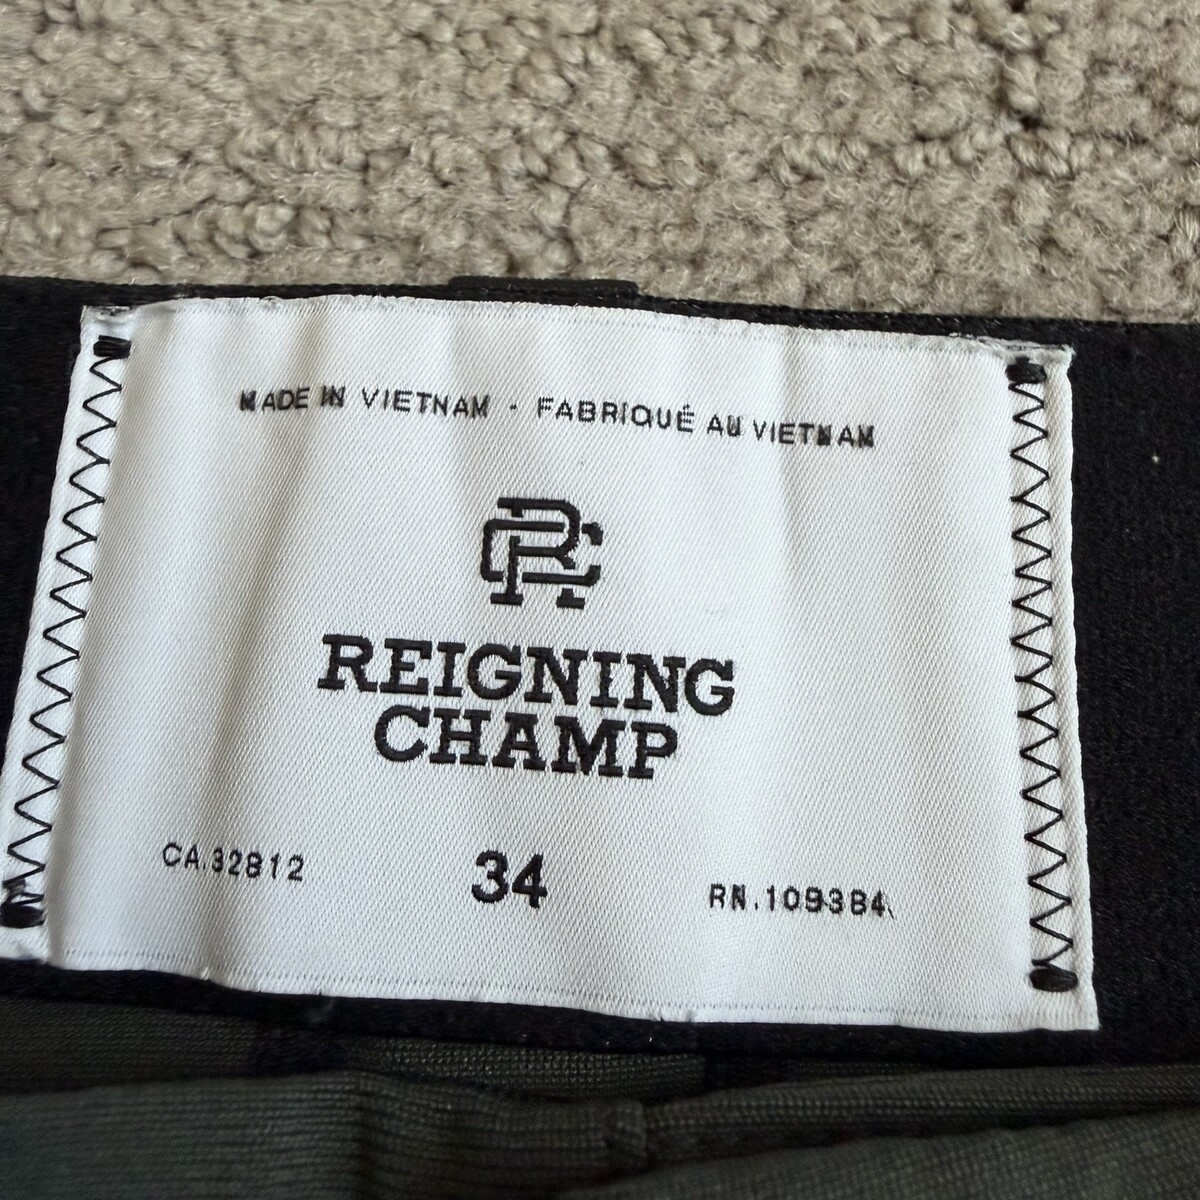 MADE IN VIETNAM - FABRIQUÉ AU VIETNAM
RC
REIGNING
CHAMP
CA.32812 34 RN.109384